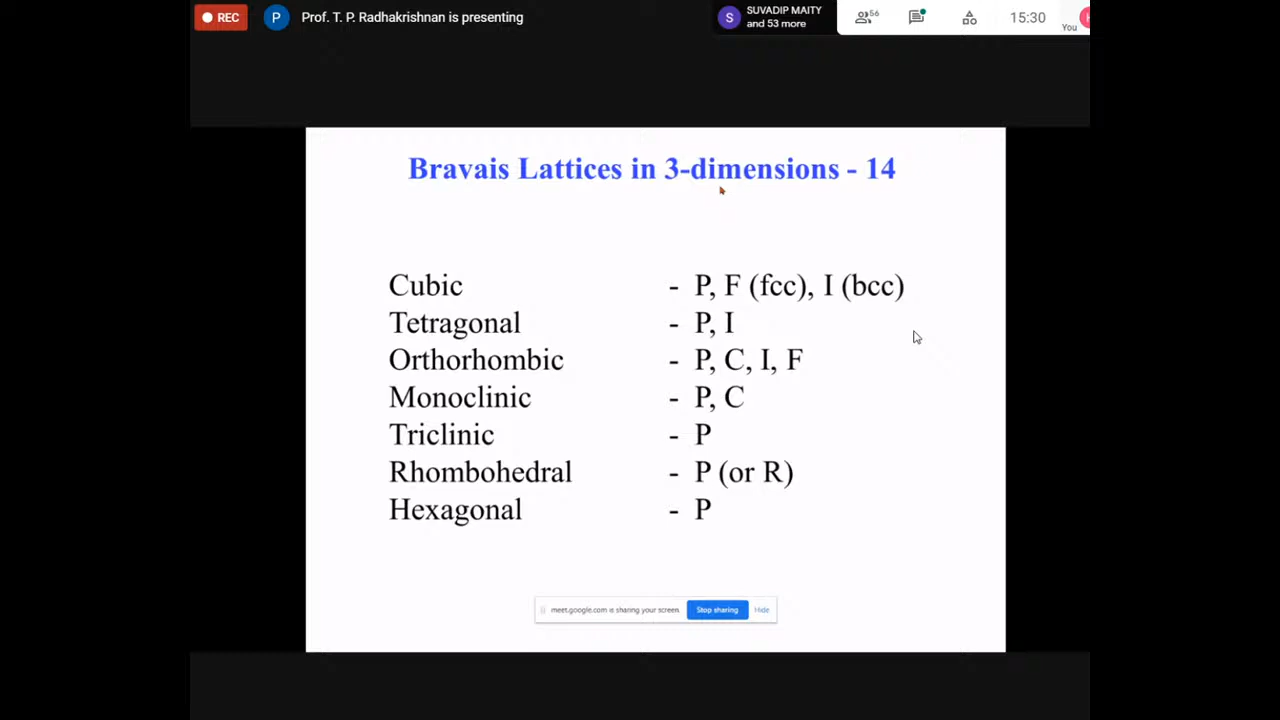 REC
P
Prof. T. P. Radhakrishnan is presenting
S
SUVADIP MAITY
and 53 more
56
15:30
You
Bravais Lattices in 3-dimensions - 14
Cubic - P, F (fcc), I (bcc)
Tetragonal - P, I
Orthorhombic - P, C, I, F
Monoclinic - P, C
Triclinic - P
Rhombohedral - P (or R)
Hexagonal - P
meet.google.com is sharing your screen. Stop sharing Hide